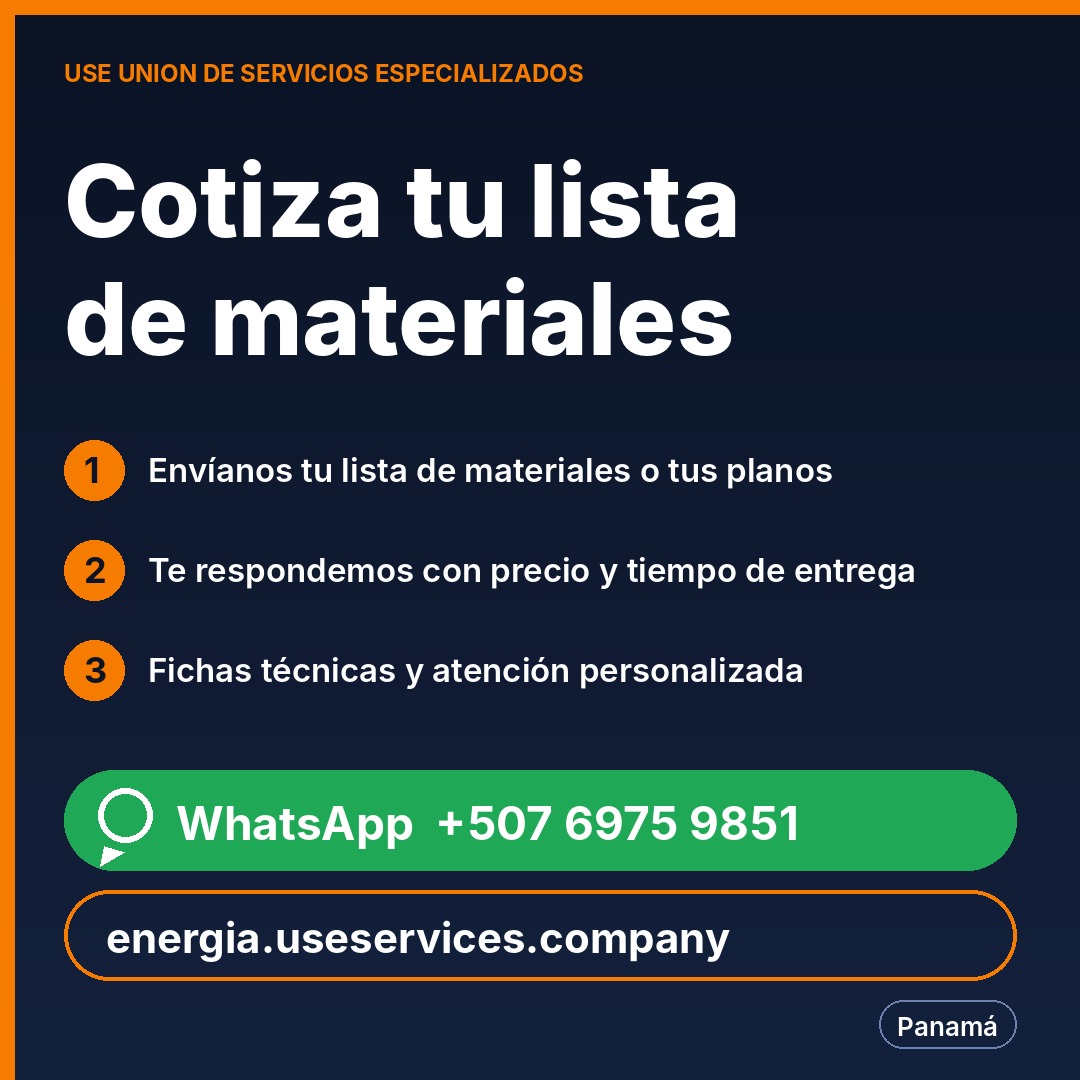 USE UNION DE SERVICIOS ESPECIALIZADOS
Cotiza tu lista
de materiales
1 Envíanos tu lista de materiales o tus planos
2 Te respondemos con precio y tiempo de entrega
3 Fichas técnicas y atención personalizada
WhatsApp +507 6975 9851
energia.useservices.company
Panamá